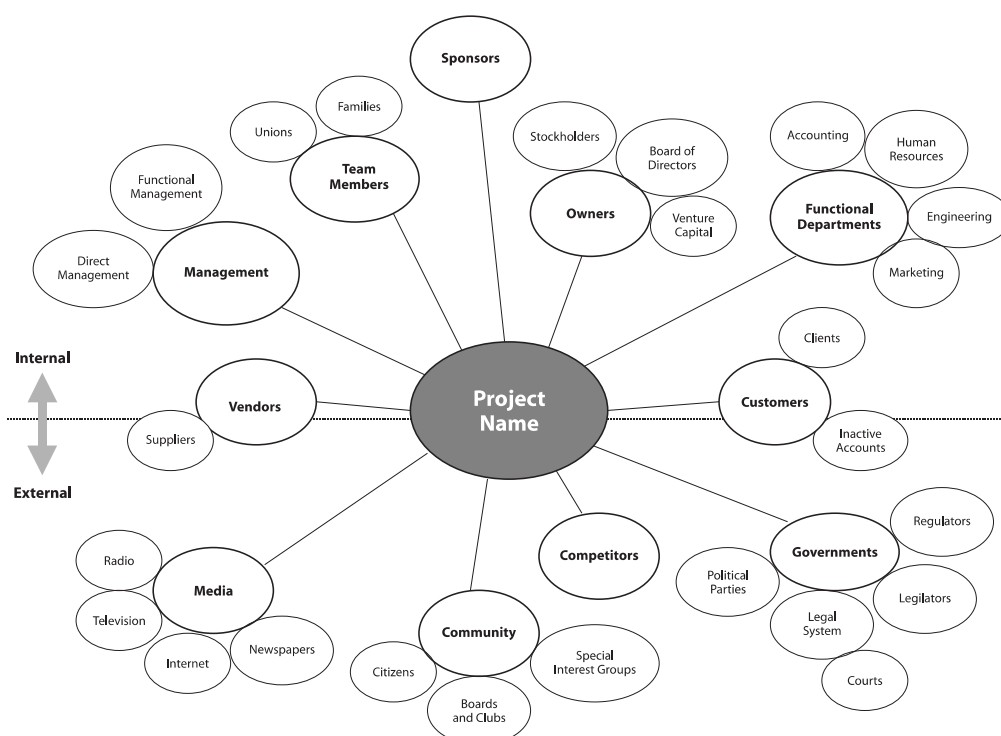 Sponsors
Families
Unions
Team
Members
Functional
Management
Direct
Management
Management
Stockholders
Board of
Directors
Owners
Venture
Capital
Accounting
Human
Resources
Functional
Departments
Engineering
Marketing
Internal
External
Vendors
Suppliers
Project
Name
Clients
Customers
Inactive
Accounts
Radio
Media
Television
Internet
Newspapers
Community
Citizens
Boards
and Clubs
Special
Interest Groups
Competitors
Governments
Regulators
Political
Parties
Legal
System
Legilators
Courts